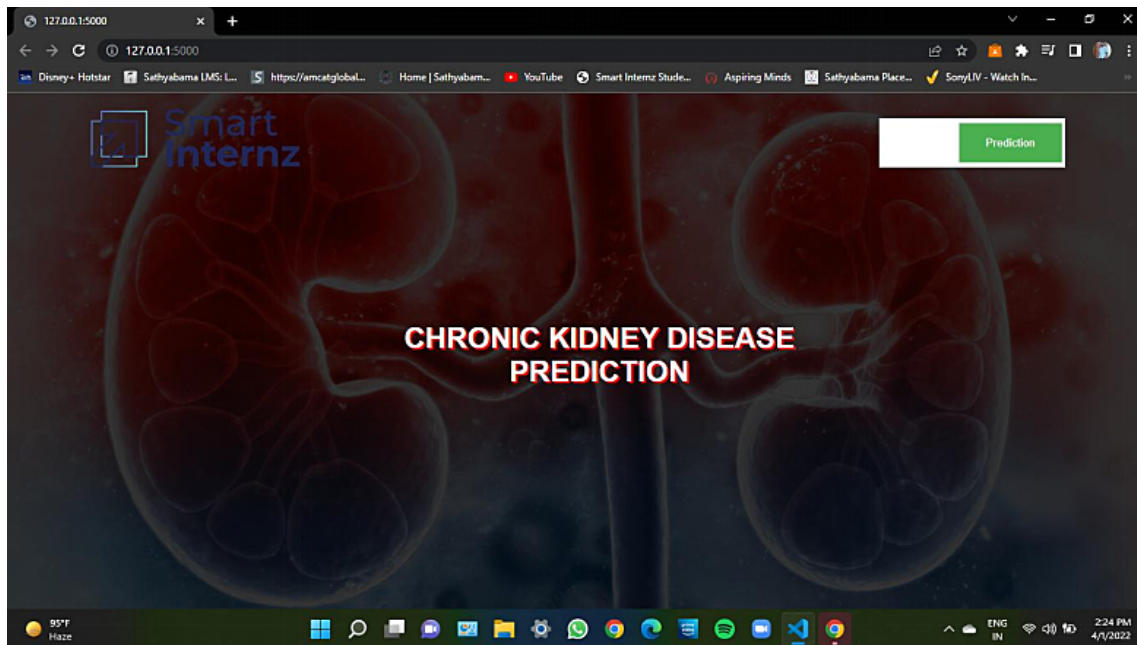 127.0.0.1:5000
127.0.0.1:5000
Disney+ Hotstar Sathyabama LMS: L... https://amcatglobal... Home | Sathyabam... YouTube Smart Internz Stude... Aspiring Minds Sathyabama Place... SonyLIV - Watch In...
Smart
Internz
Prediction
CHRONIC KIDNEY DISEASE
PREDICTION
95°F
Haze
ENG
IN
2:24 PM
4/1/2022